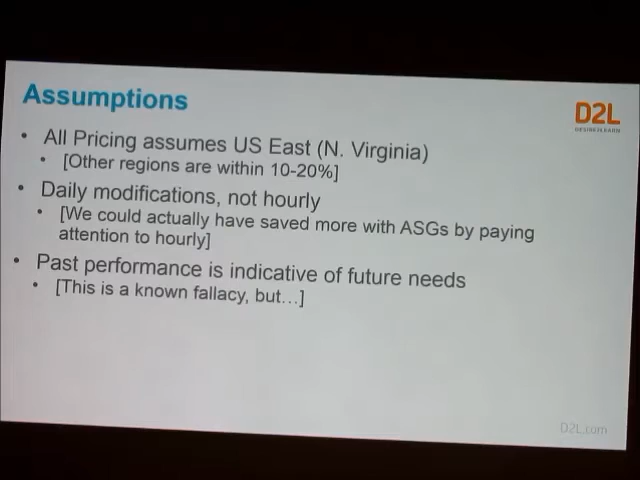 Assumptions
D2L
DESIRE2LEARN
• All Pricing assumes US East (N. Virginia)
• [Other regions are within 10-20%]
• Daily modifications, not hourly
• [We could actually have saved more with ASGs by paying
attention to hourly]
• Past performance is indicative of future needs
• [This is a known fallacy, but…]
D2L.com